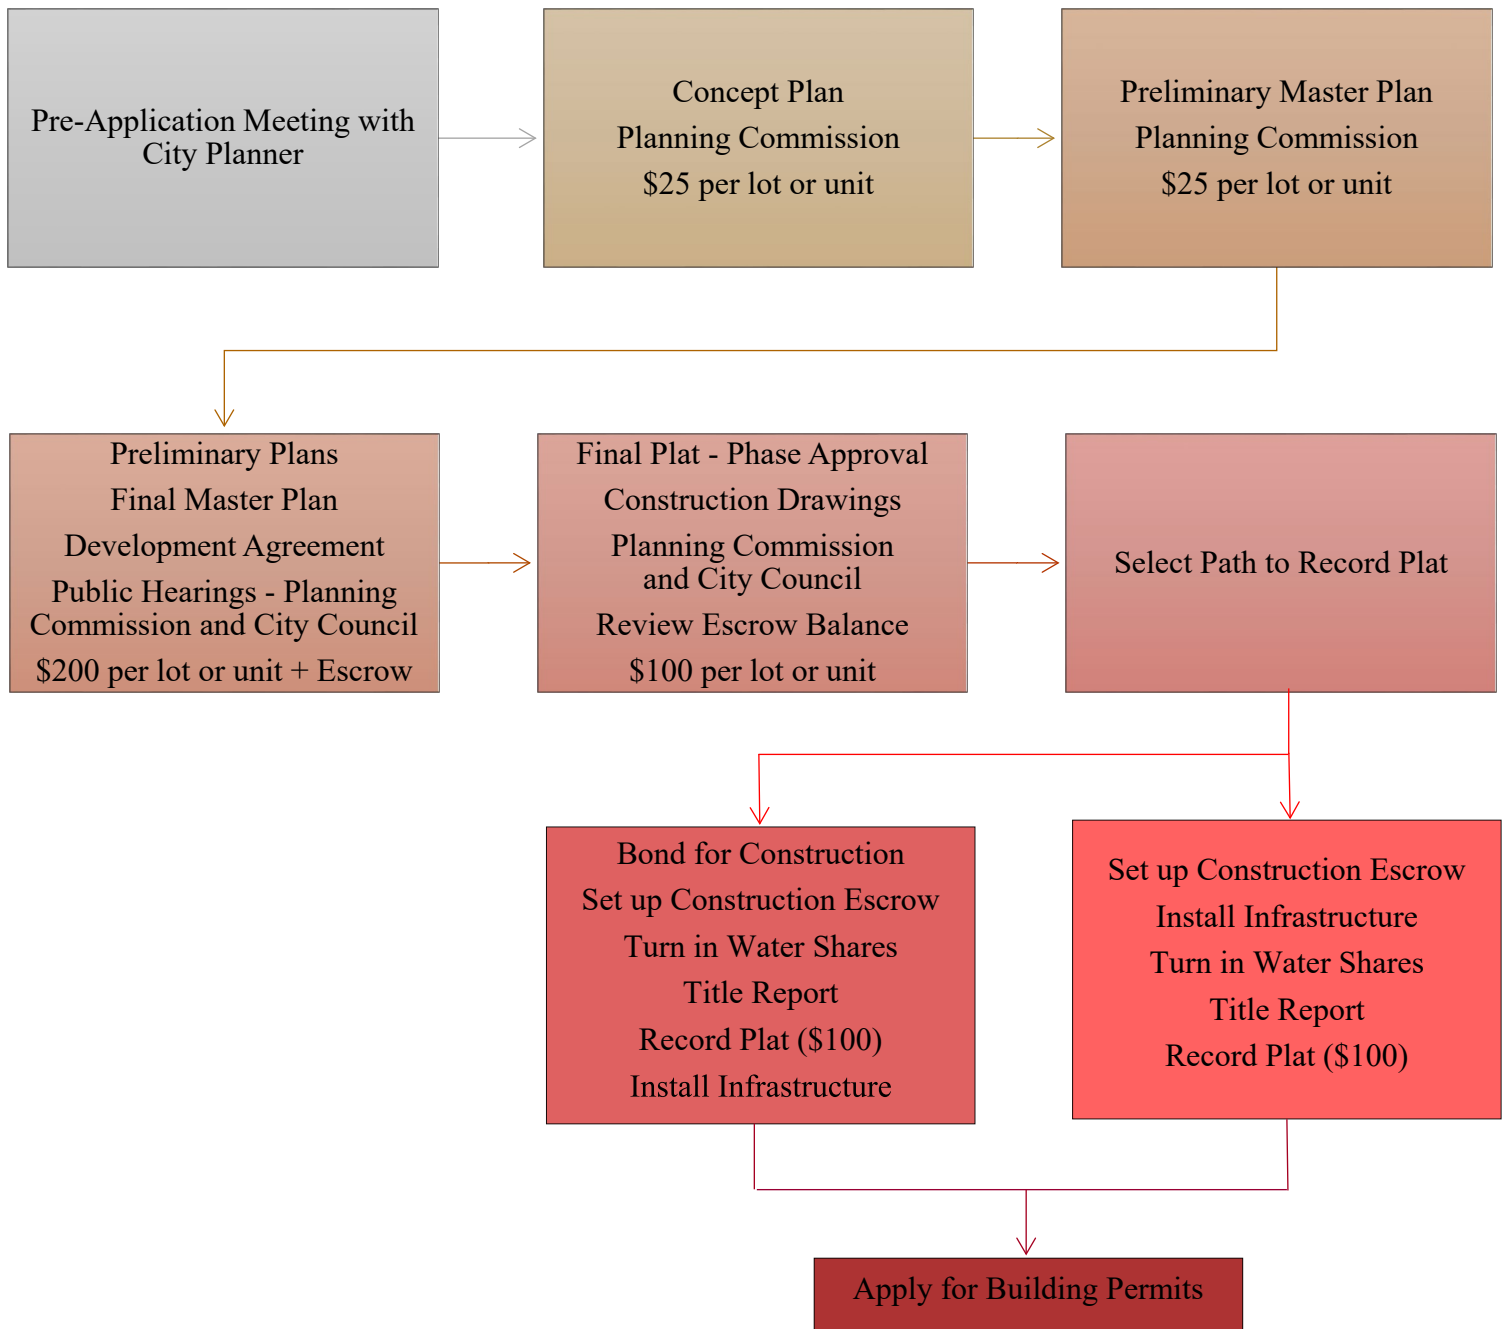 Pre-Application Meeting with
City Planner
Concept Plan
Planning Commission
$25 per lot or unit
Preliminary Master Plan
Planning Commission
$25 per lot or unit
Preliminary Plans
Final Master Plan
Development Agreement
Public Hearings - Planning
Commission and City Council
$200 per lot or unit + Escrow
Final Plat - Phase Approval
Construction Drawings
Planning Commission
and City Council
Review Escrow Balance
$100 per lot or unit
Select Path to Record Plat
Bond for Construction
Set up Construction Escrow
Turn in Water Shares
Title Report
Record Plat ($100)
Install Infrastructure
Set up Construction Escrow
Install Infrastructure
Turn in Water Shares
Title Report
Record Plat ($100)
Apply for Building Permits